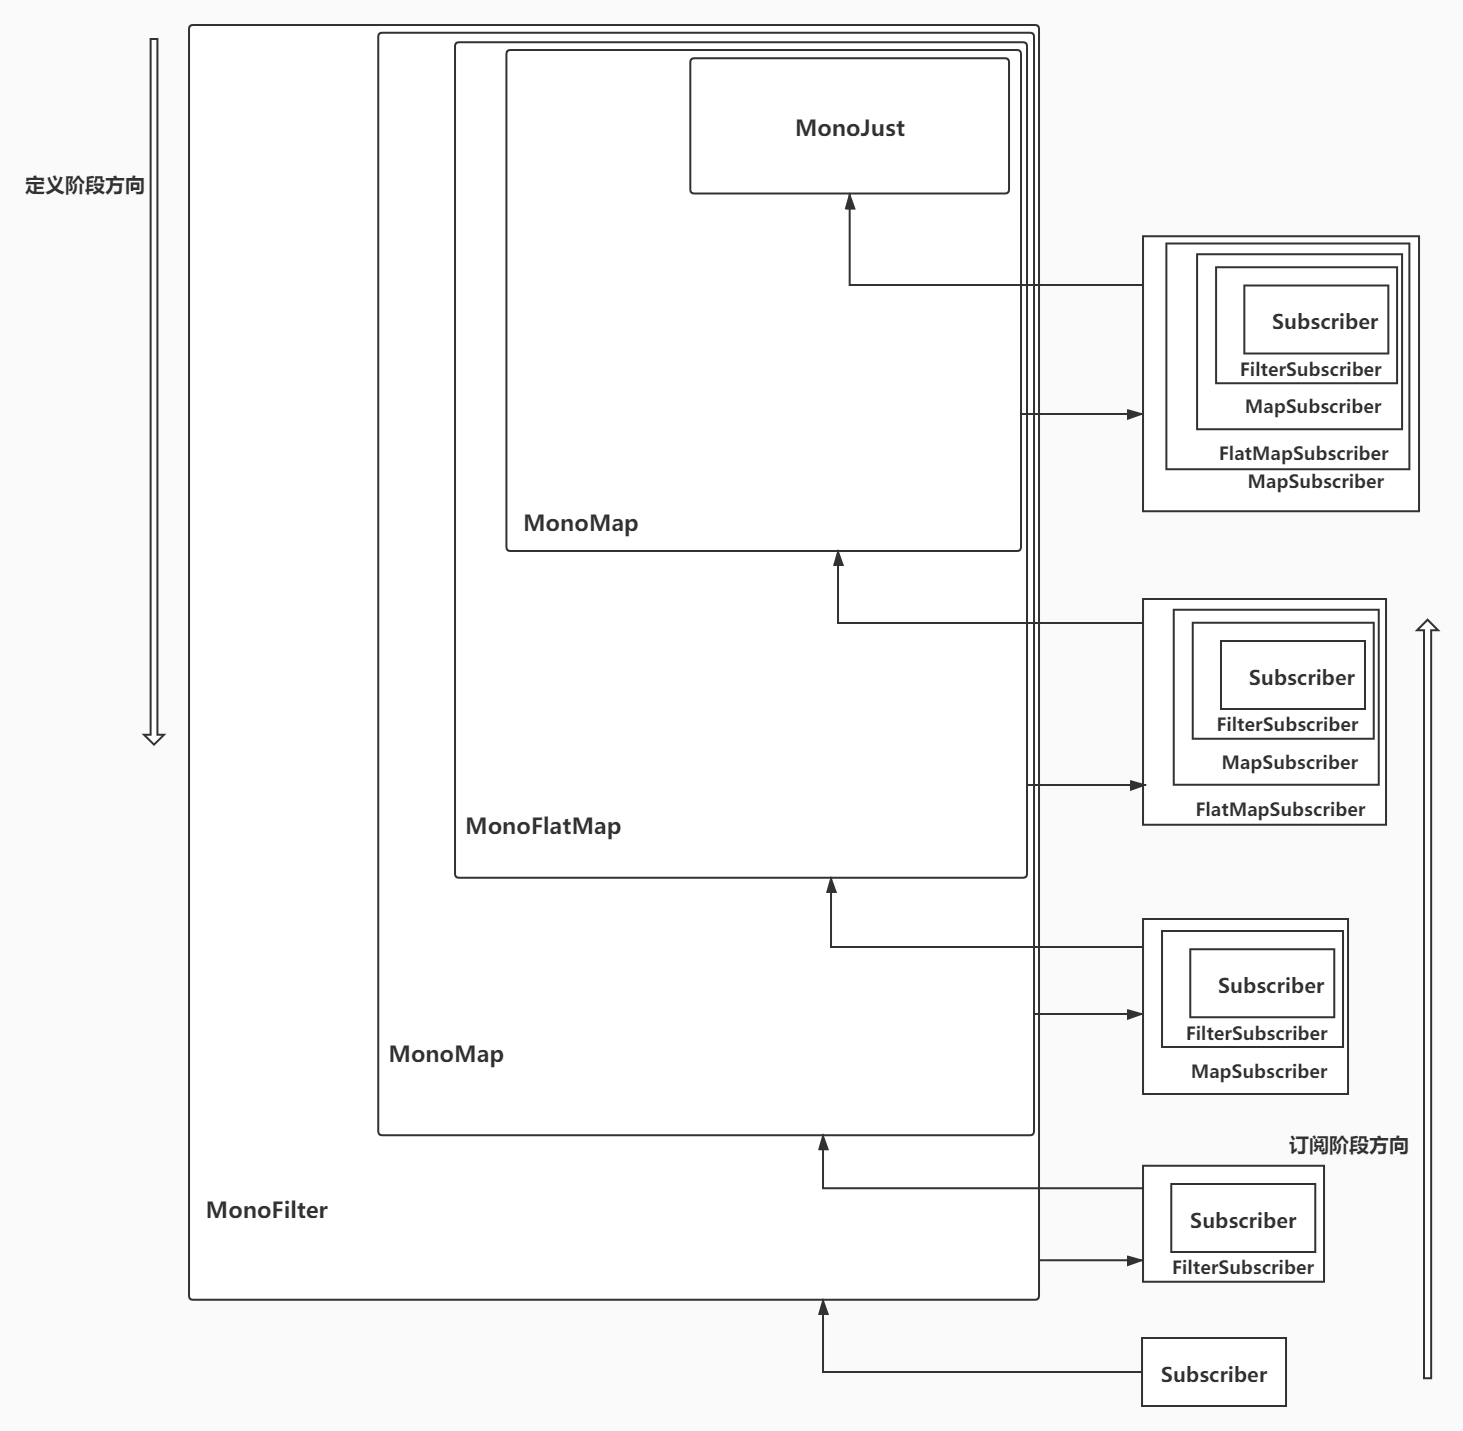 MonoJust
定义阶段方向
Subscriber
FilterSubscriber
MapSubscriber
FlatMapSubscriber
MapSubscriber
MonoMap
Subscriber
FilterSubscriber
MapSubscriber
FlatMapSubscriber
MonoFlatMap
Subscriber
FilterSubscriber
MapSubscriber
MonoMap
订阅阶段方向
Subscriber
FilterSubscriber
MonoFilter
Subscriber